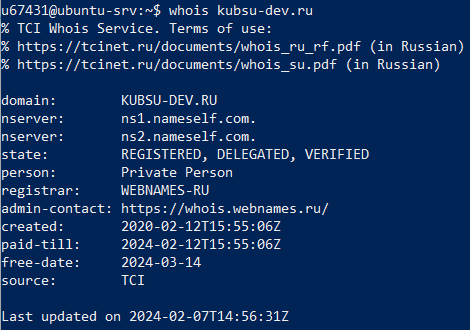 u67431@ubuntu-srv:~$ whois kubsu-dev.ru
% TCI Whois Service. Terms of use:
% https://tcinet.ru/documents/whois_ru_rf.pdf (in Russian)
% https://tcinet.ru/documents/whois_su.pdf (in Russian)

domain:        KUBSU-DEV.RU
nserver:       ns1.nameself.com.
nserver:       ns2.nameself.com.
state:         REGISTERED, DELEGATED, VERIFIED
person:        Private Person
registrar:     WEBNAMES-RU
admin-contact: https://whois.webnames.ru/
created:       2020-02-12T15:55:06Z
paid-till:     2024-02-12T15:55:06Z
free-date:     2024-03-14
source:        TCI

Last updated on 2024-02-07T14:56:31Z